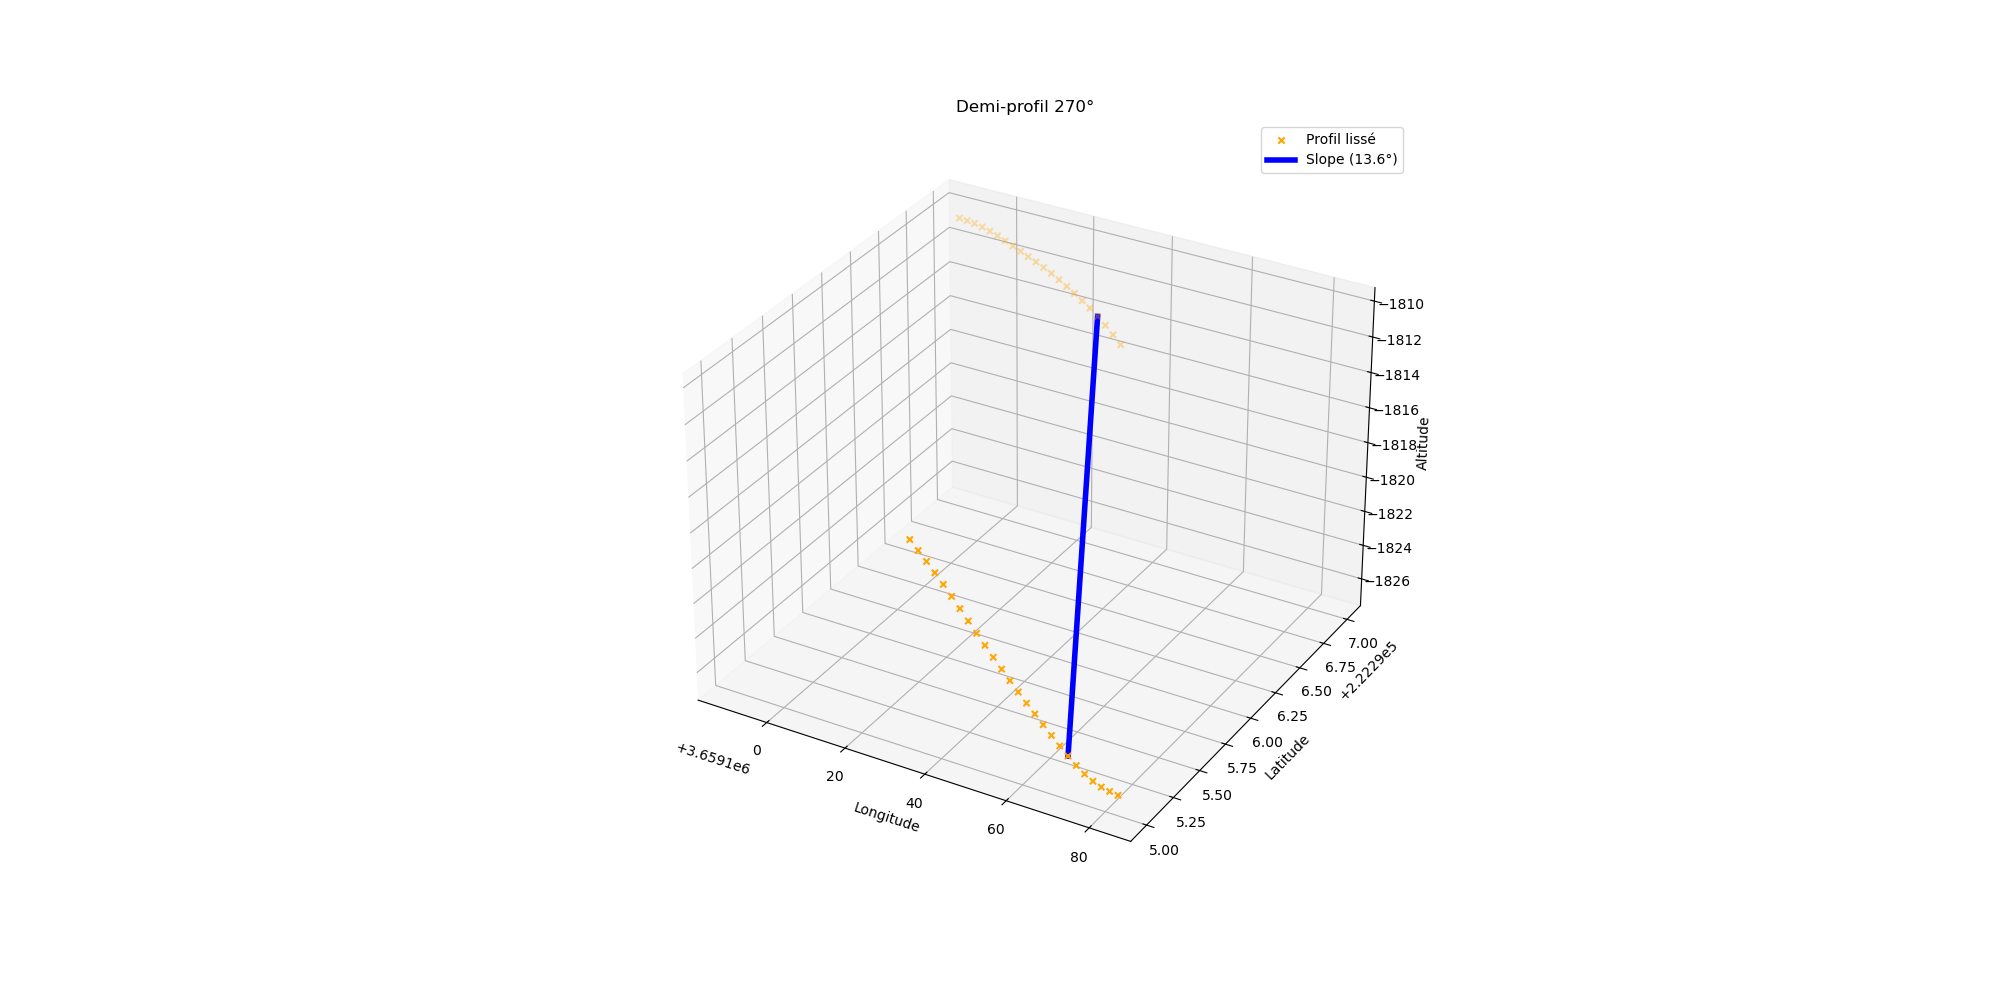 Demi-profil 270°
Profil lissé
Slope (13.6°)
−1810
−1812
−1814
−1816
−1818
−1820
−1822
−1824
−1826
Altitude
7.00
6.75
6.50
6.25
6.00
5.75
5.50
5.25
5.00
+2.2229e5
Latitude
0
20
40
60
80
+3.6591e6
Longitude